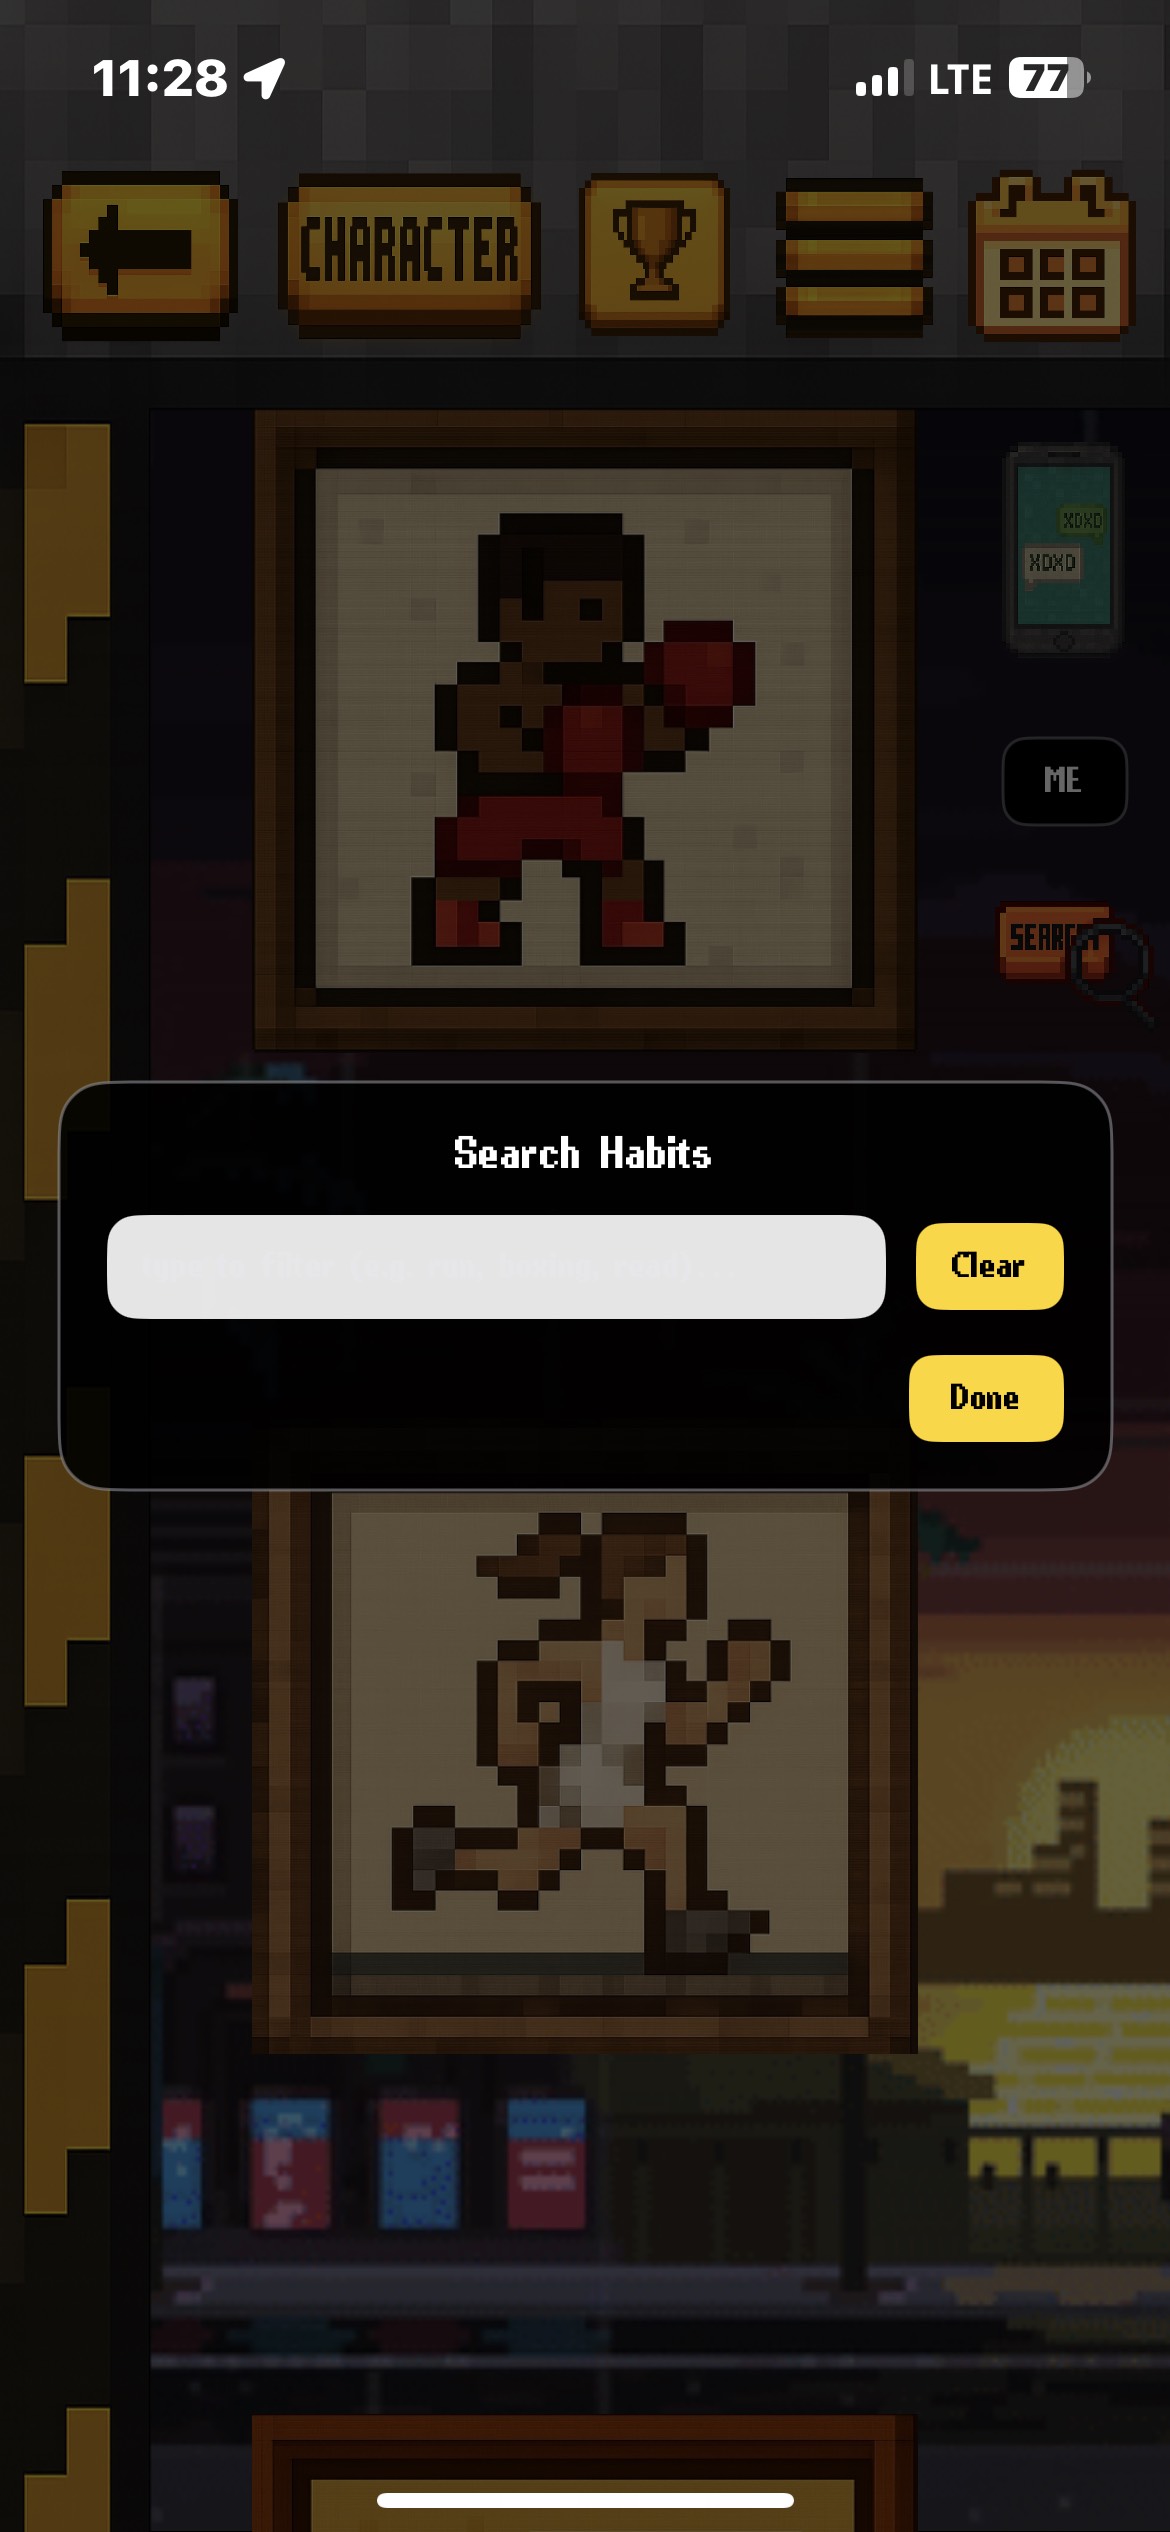 11:28 LTE 77
CHARACTER
XOXO
XOXO
ME
SEARCH
Search Habits
type to filter (e.g. run, boxing, read)...
Clear
Done